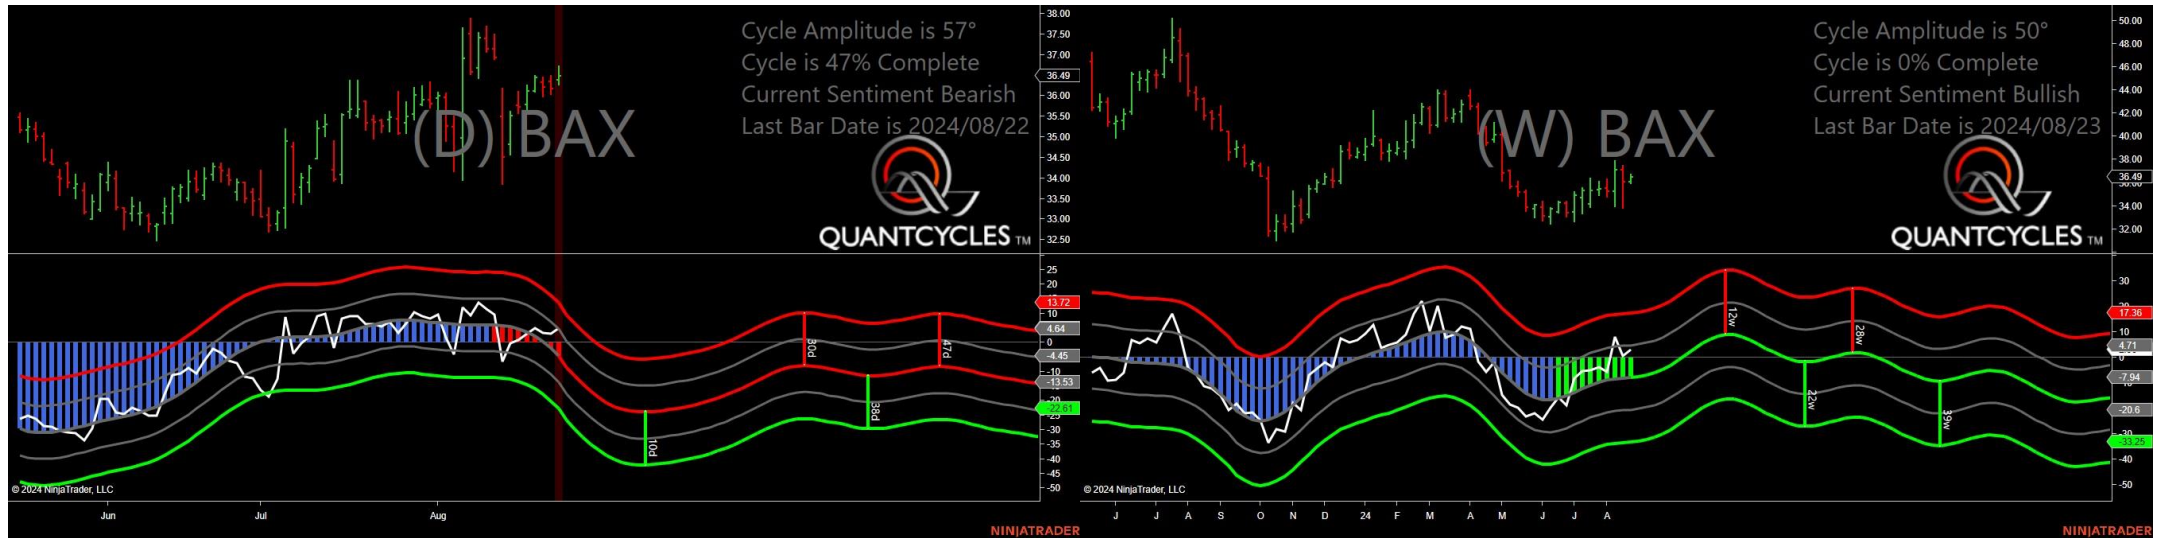 Cycle Amplitude is 57°
Cycle is 47% Complete
Current Sentiment Bearish
Last Bar Date is 2024/08/22
(D) BAX
QUANTCYCLES TM
38.00
37.50
37.00
36.49
36.00
35.50
35.00
34.50
34.00
33.50
33.00
32.50
25
20
13.72
10
4.64
0
-4.45
-10
-13.53
-20
-22.61
-30
-35
-40
-45
-50
30d
47d
38d
10d
© 2024 NinjaTrader, LLC
Jun Jul Aug
NINJATRADER
Cycle Amplitude is 50°
Cycle is 0% Complete
Current Sentiment Bullish
Last Bar Date is 2024/08/23
(W) BAX
QUANTCYCLES TM
50.00
48.00
46.00
44.00
42.00
40.00
38.00
36.49
34.00
32.00
30
17.36
10
4.71
0
-7.94
-20.6
-33.25
-40
-50
12w
28w
22w
39w
© 2024 NinjaTrader, LLC
J J A S O N D 24 F M A M J J A
NINJATRADER